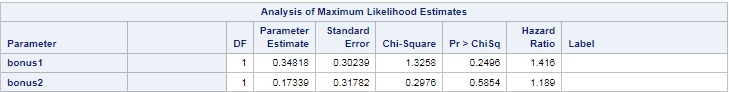 Analysis of Maximum Likelihood Estimates
Parameter DF Parameter Estimate Standard Error Chi-Square Pr > ChiSq Hazard Ratio Label
bonus1 1 0.34818 0.30239 1.3258 0.2496 1.416
bonus2 1 0.17339 0.31782 0.2976 0.5854 1.189